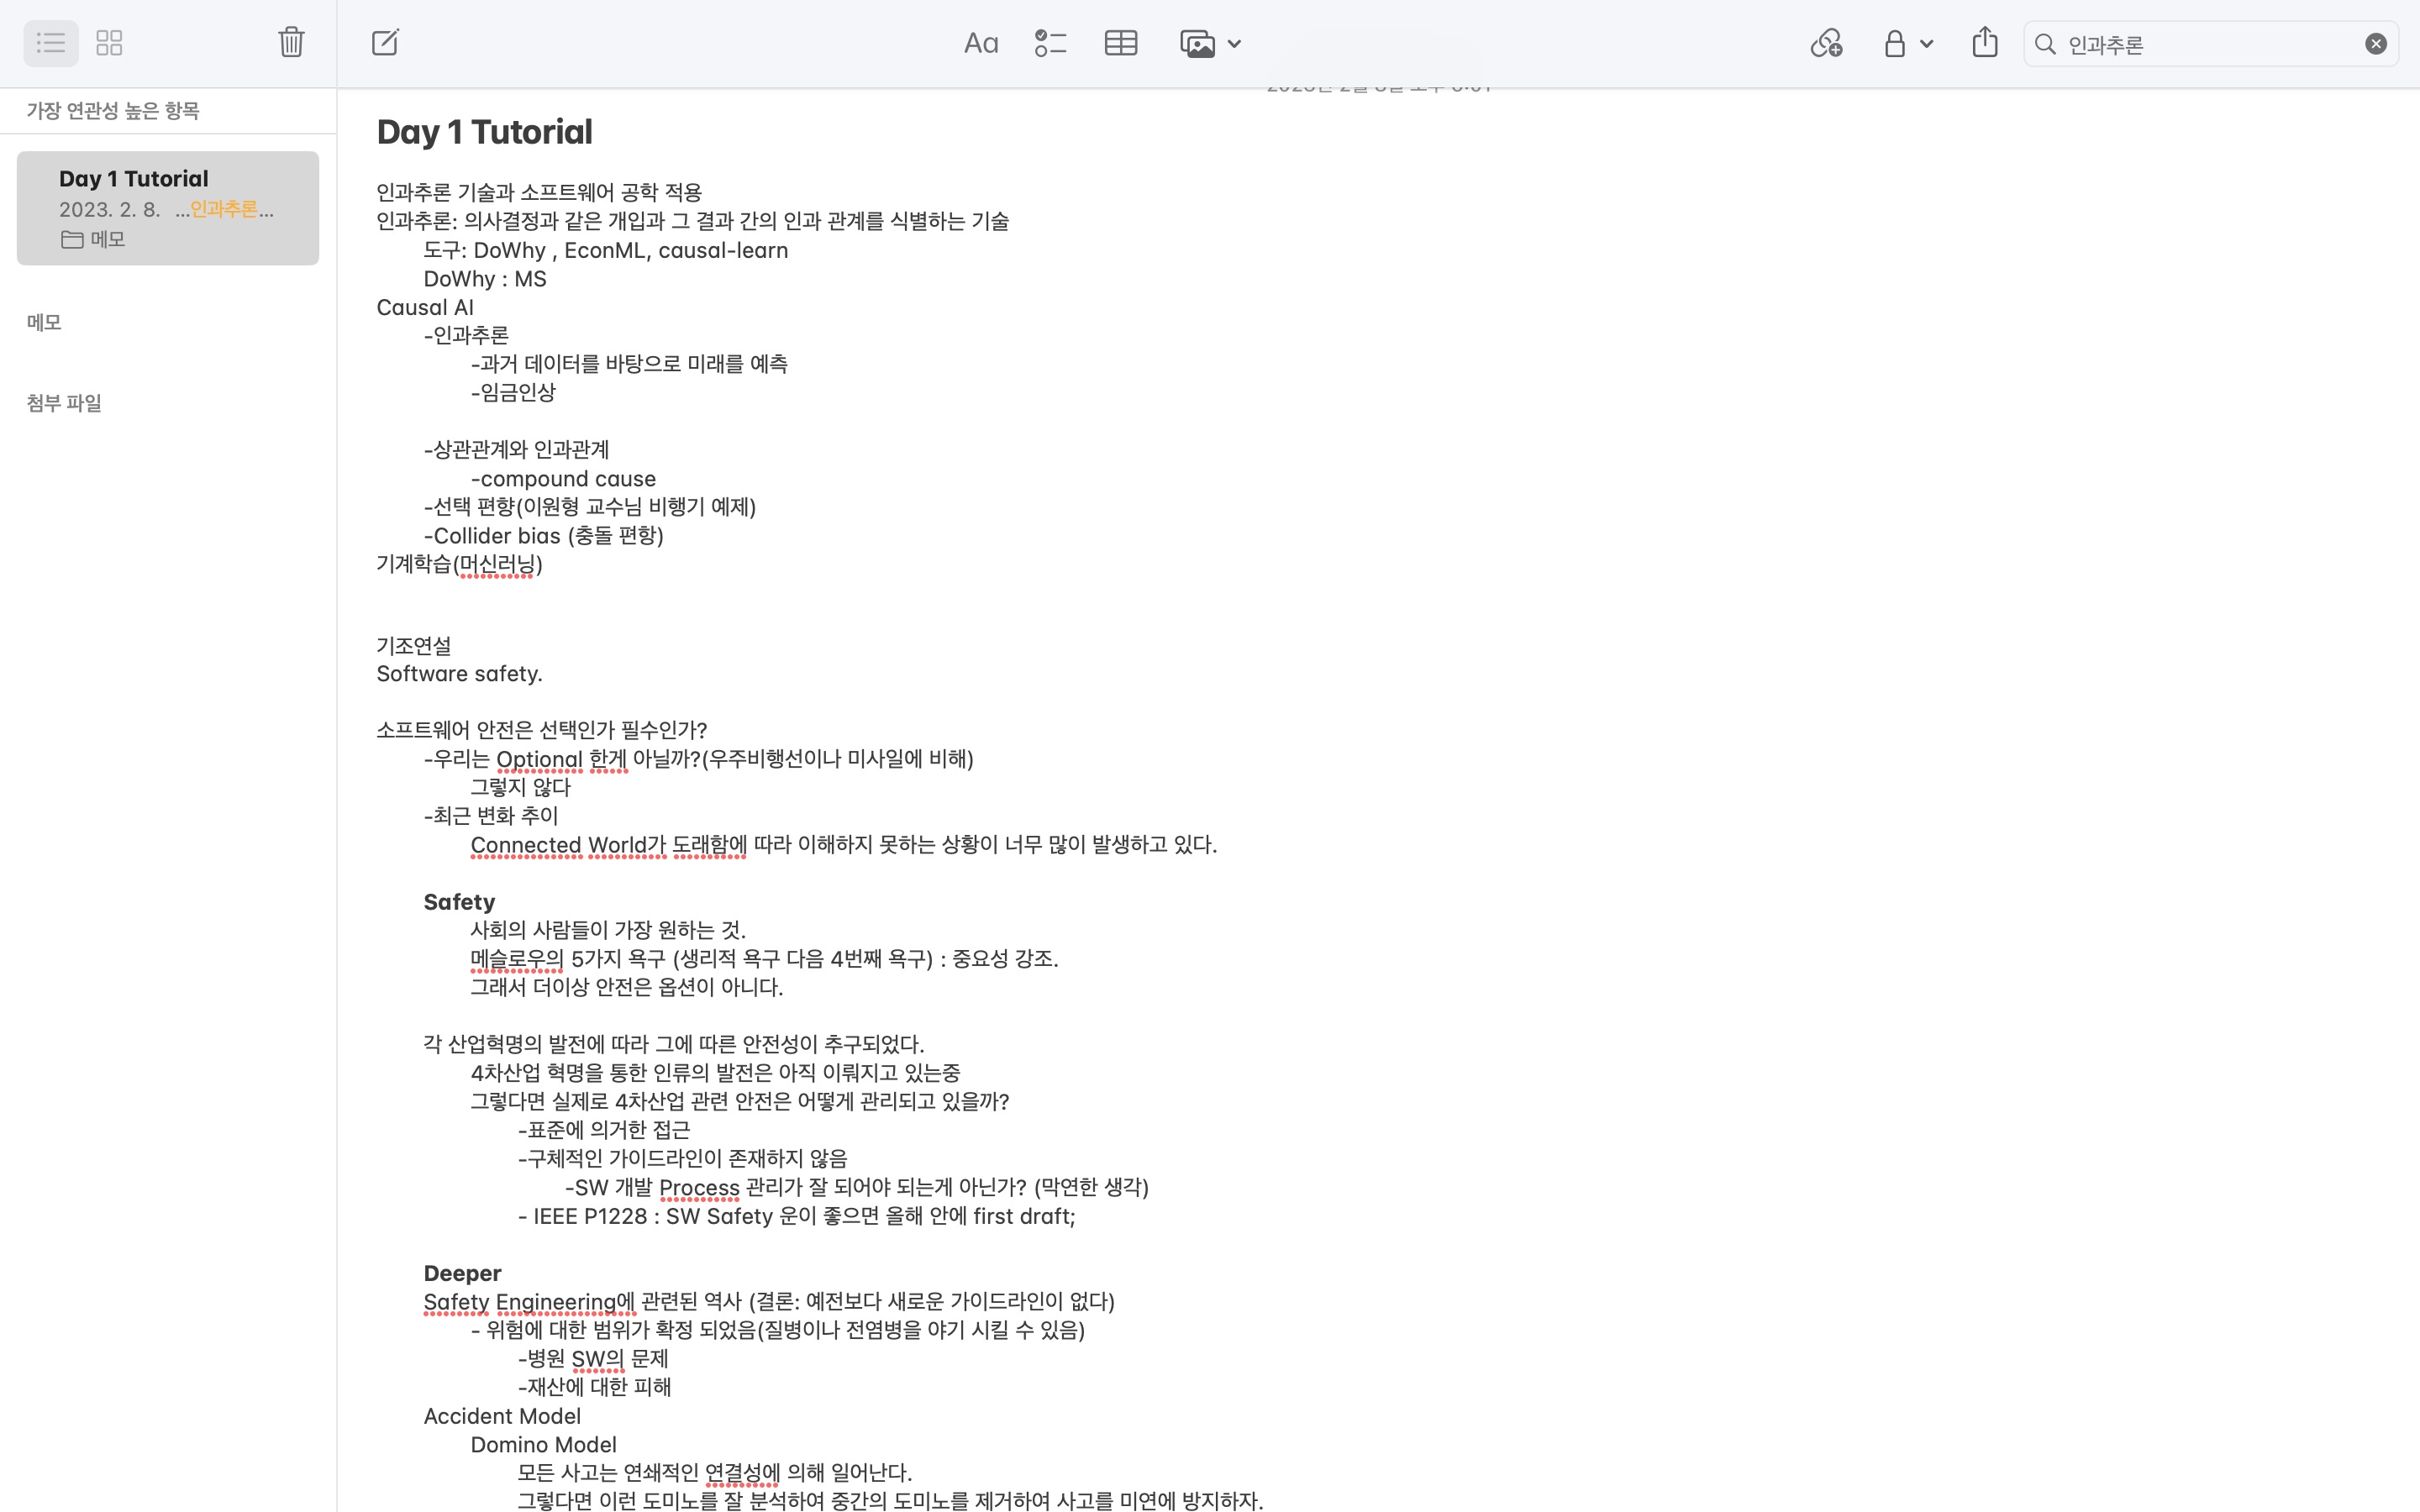 Aa
인과추론
가장 연관성 높은 항목
Day 1 Tutorial
2023. 2. 8. ...인과추론...
메모
메모
첨부 파일
Day 1 Tutorial
인과추론 기술과 소프트웨어 공학 적용
인과추론: 의사결정과 같은 개입과 그 결과 간의 인과 관계를 식별하는 기술
도구: DoWhy , EconML, causal-learn
DoWhy : MS
Causal AI
-인과추론
-과거 데이터를 바탕으로 미래를 예측
-임금인상
-상관관계와 인과관계
-compound cause
-선택 편향(이원형 교수님 비행기 예제)
-Collider bias (충돌 편항)
기계학습(머신러닝)
기조연설
Software safety.
소프트웨어 안전은 선택인가 필수인가?
-우리는 Optional 한게 아닐까?(우주비행선이나 미사일에 비해)
그렇지 않다
-최근 변화 추이
Connected World가 도래함에 따라 이해하지 못하는 상황이 너무 많이 발생하고 있다.
Safety
사회의 사람들이 가장 원하는 것.
메슬로우의 5가지 욕구 (생리적 욕구 다음 4번째 욕구) : 중요성 강조.
그래서 더이상 안전은 옵션이 아니다.
각 산업혁명의 발전에 따라 그에 따른 안전성이 추구되었다.
4차산업 혁명을 통한 인류의 발전은 아직 이뤄지고 있는중
그렇다면 실제로 4차산업 관련 안전은 어떻게 관리되고 있을까?
-표준에 의거한 접근
-구체적인 가이드라인이 존재하지 않음
-SW 개발 Process 관리가 잘 되어야 되는게 아닌가? (막연한 생각)
- IEEE P1228 : SW Safety 운이 좋으면 올해 안에 first draft;
Deeper
Safety Engineering에 관련된 역사 (결론: 예전보다 새로운 가이드라인이 없다)
- 위험에 대한 범위가 확정 되었음(질병이나 전염병을 야기 시킬 수 있음)
-병원 SW의 문제
-재산에 대한 피해
Accident Model
Domino Model
모든 사고는 연쇄적인 연결성에 의해 일어난다.
그렇다면 이런 도미노를 잘 분석하여 중간의 도미노를 제거하여 사고를 미연에 방지하자.